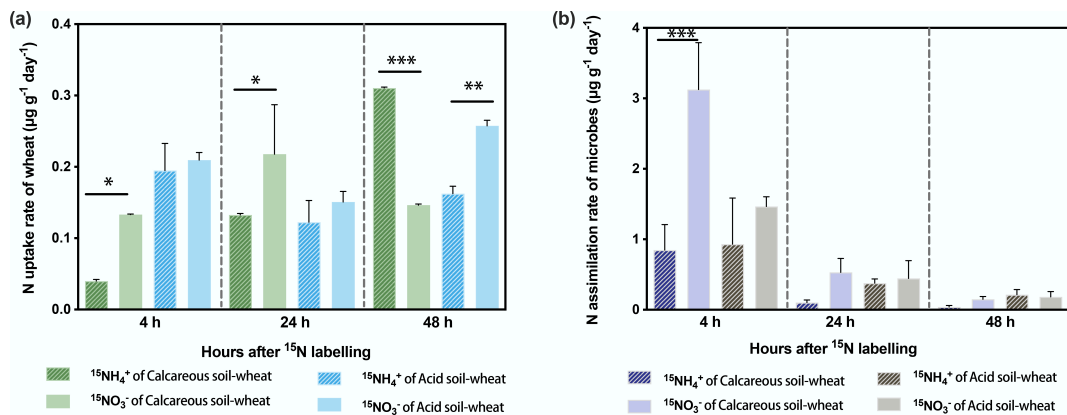 (a)
N uptake rate of wheat (µg g⁻¹ day⁻¹)
0.4
0.3
0.2
0.1
0.0
*
*
***
**
4 h
24 h
48 h
Hours after ¹⁵N labelling
¹⁵NH₄⁺ of Calcareous soil-wheat
¹⁵NH₄⁺ of Acid soil-wheat
¹⁵NO₃⁻ of Calcareous soil-wheat
¹⁵NO₃⁻ of Acid soil-wheat
(b)
N assimilation rate of microbes (µg g⁻¹ day⁻¹)
4
3
2
1
0
***
4 h
24 h
48 h
Hours after ¹⁵N labelling
¹⁵NH₄⁺ of Calcareous soil-wheat
¹⁵NH₄⁺ of Acid soil-wheat
¹⁵NO₃⁻ of Calcareous soil-wheat
¹⁵NO₃⁻ of Acid soil-wheat